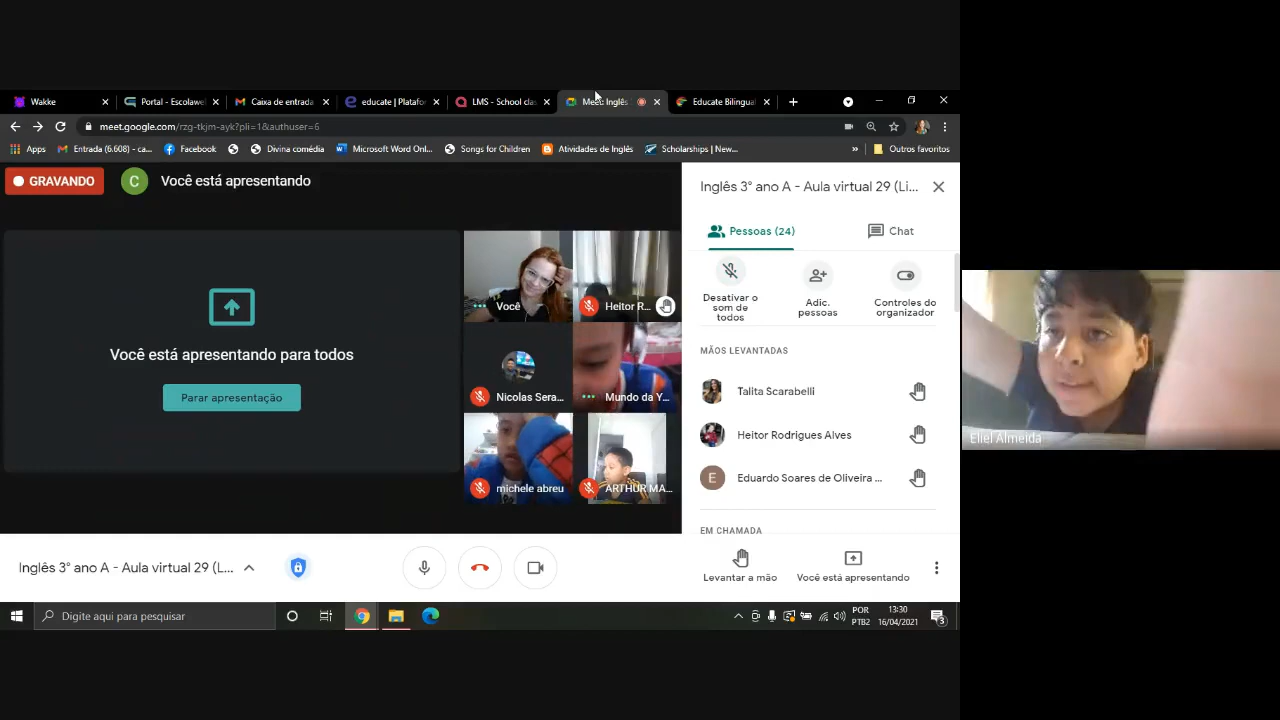 Wakke
Portal - Escolawe
Caixa de entrada
educate | Platafor
LMS - School clas
Meet: Inglês
Educate Bilingual
meet.google.com/rzg-tkjm-ayk?pli=1&authuser=6
Apps
Entrada (6.608) - ca...
Facebook
Divina comédia
Microsoft Word Onl...
Songs for Children
Atividades de Inglês
Scholarships | New...
»
Outros favoritos
GRAVANDO
C
Você está apresentando
Inglês 3° ano A - Aula virtual 29 (Li...
Pessoas (24)
Chat
Desativar o
som de
todos
Adic.
pessoas
Controles do
organizador
MÃOS LEVANTADAS
Talita Scarabelli
Heitor Rodrigues Alves
E
Eduardo Soares de Oliveira ...
EM CHAMADA
Você está apresentando para todos
Parar apresentação
Você
Heitor R...
Nicolas Sera...
Mundo da Y...
michele abreu
ARTHUR MA...
Eliel Almeida
Inglês 3° ano A - Aula virtual 29 (L...
Levantar a mão
Você está apresentando
Digite aqui para pesquisar
POR
PTB2
13:30
16/04/2021
3